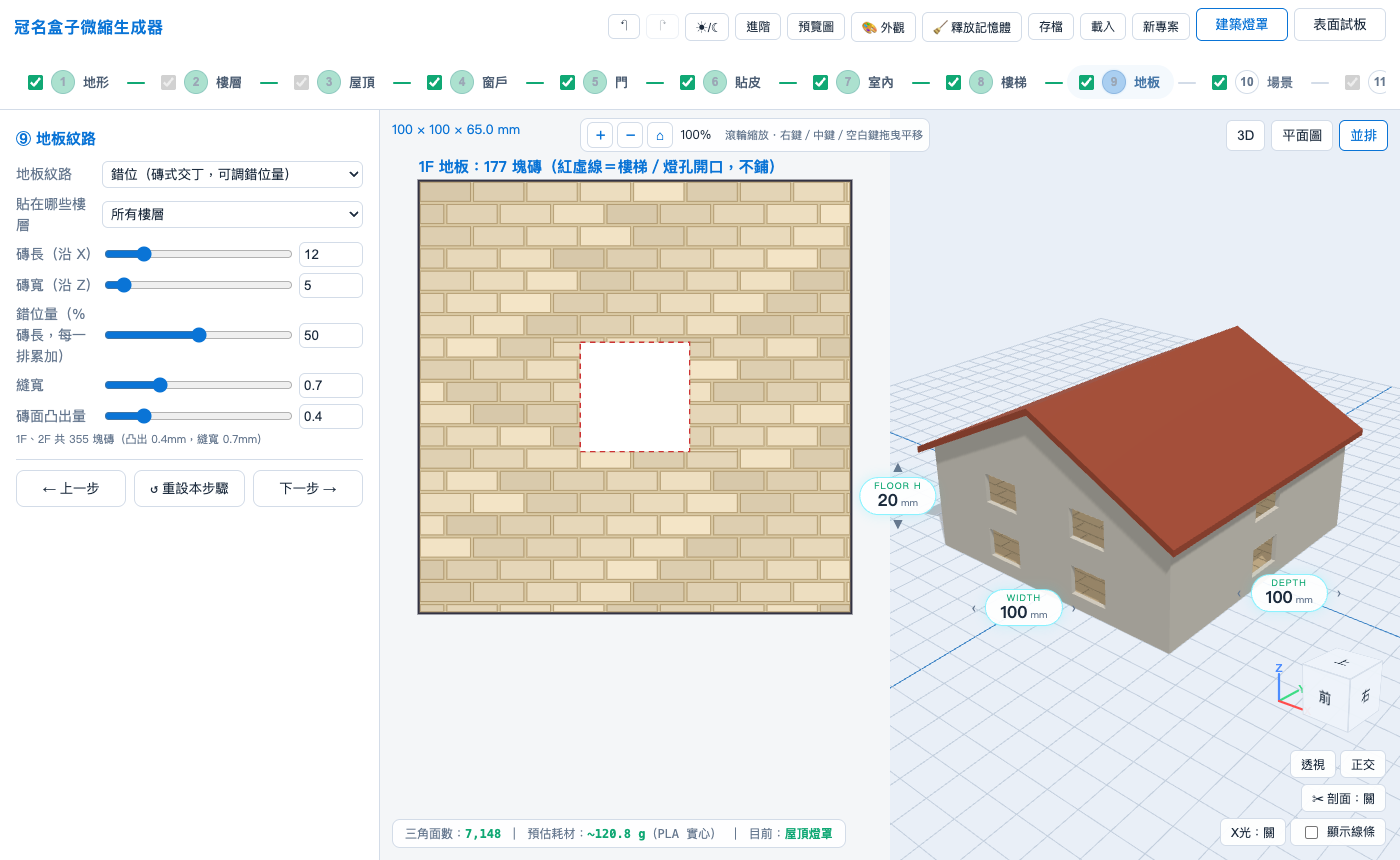 冠名盒子微縮生成器
↰
↱
☀/☾
進階
預覽圖
🎨 外觀
🧹 釋放記憶體
存檔
載入
新專案
建築燈罩
表面試板
1 地形
2 樓層
3 屋頂
4 窗戶
5 門
6 貼皮
7 室內
8 樓梯
9 地板
10 場景
11
⑨ 地板紋路
地板紋路 錯位（磚式交丁，可調錯位量）
貼在哪些樓層 所有樓層
磚長（沿 X） 12
磚寬（沿 Z） 5
錯位量（% 磚長，每一排累加） 50
縫寬 0.7
磚面凸出量 0.4
1F、2F 共 355 塊磚（凸出 0.4mm，縫寬 0.7mm）
← 上一步
↺ 重設本步驟
下一步 →
100 × 100 × 65.0 mm
+
−
⌂
100%
滾輪縮放 · 右鍵 / 中鍵 / 空白鍵拖曳平移
3D
平面圖
並排
1F 地板：177 塊磚（紅虛線＝樓梯 / 燈孔開口，不鋪）
FLOOR H
20 mm
WIDTH
100 mm
DEPTH
100 mm
Z
上
前
右
透視
正交
✂ 剖面：關
X光：關
顯示線條
三角面數：7,148 | 預估耗材：~120.8 g (PLA 實心) | 目前：屋頂燈罩